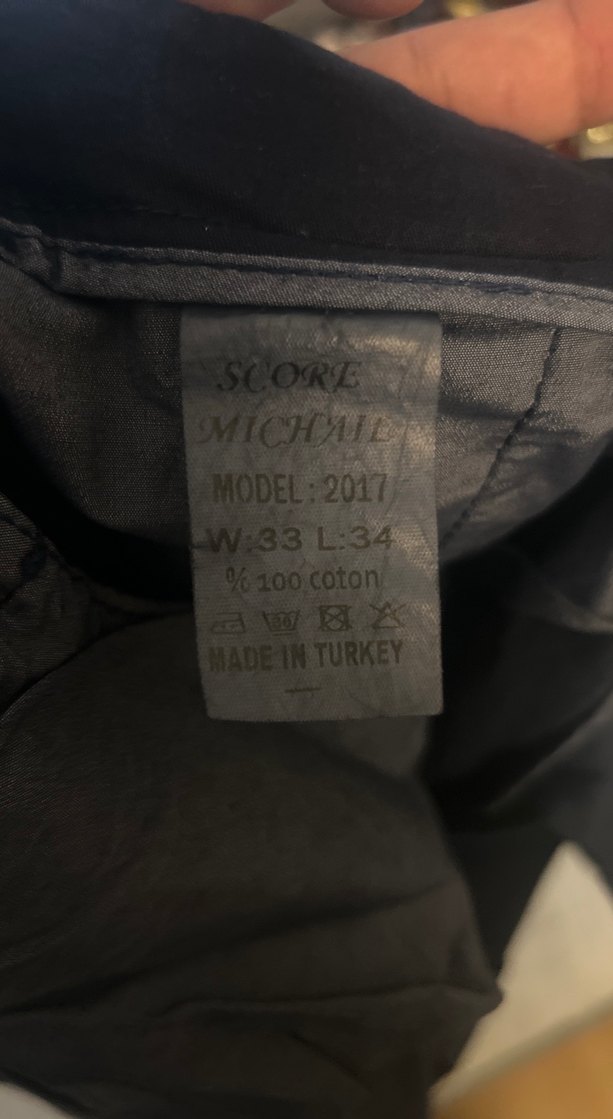 SCORE
MICHAIL
MODEL: 2017
W:33 L:34
% 100 coton
MADE IN TURKEY